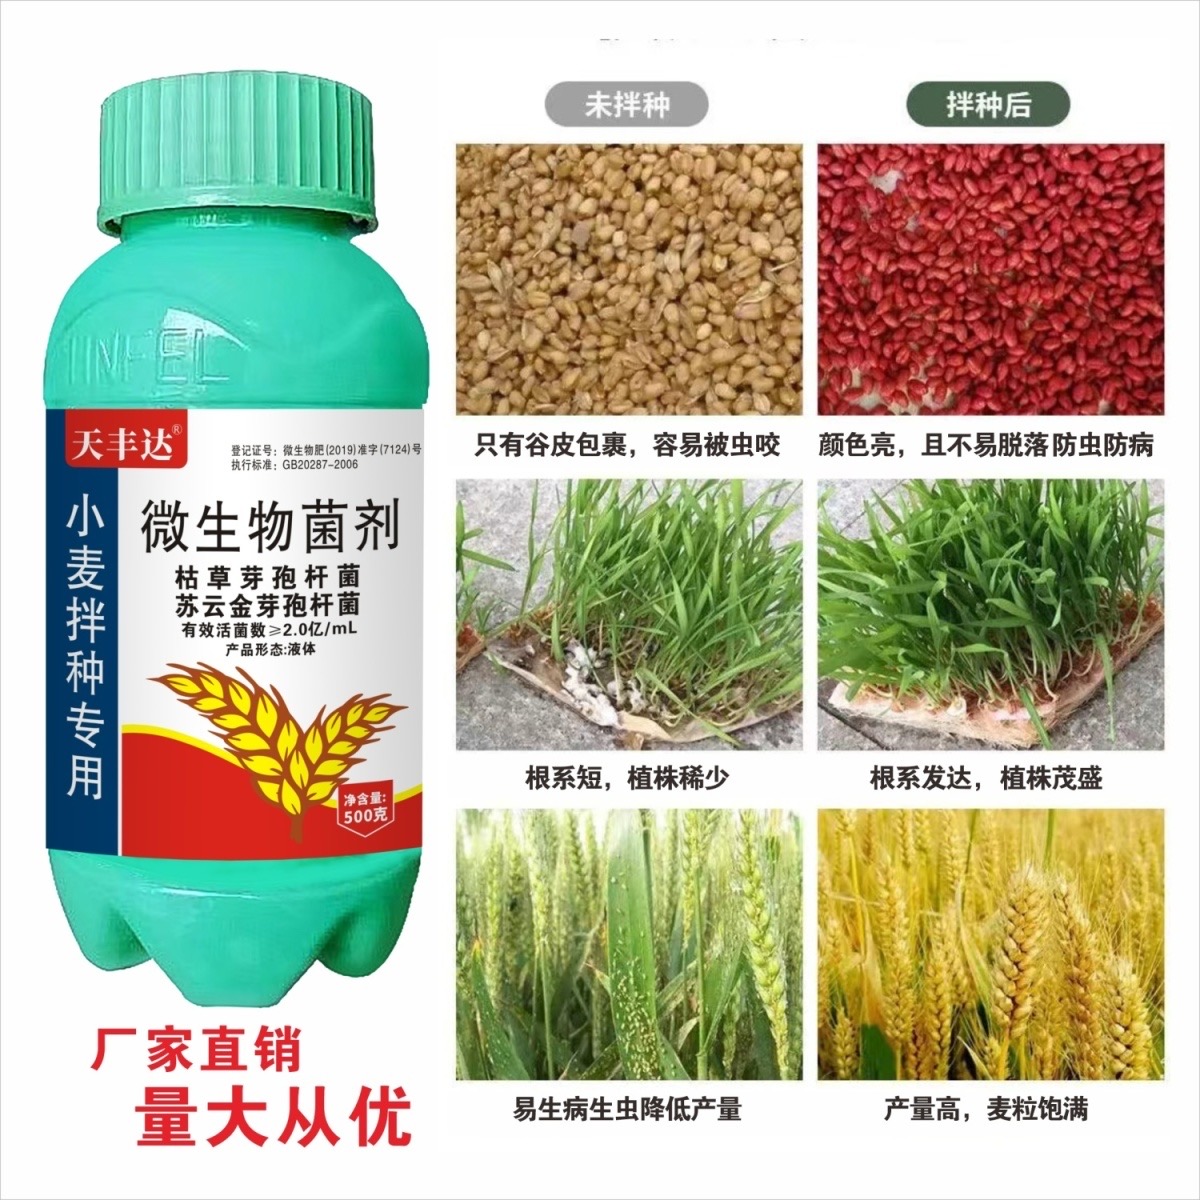 未拌种
拌种后
天丰达®
登记证号：微生物肥(2019)准字(7124)号
执行标准：GB20287-2006
小麦拌种专用
微生物菌剂
枯草芽孢杆菌
苏云金芽孢杆菌
有效活菌数≥2.0亿/mL
产品形态:液体
净含量:
500克
厂家直销
量大从优
只有谷皮包裹，容易被虫咬
颜色亮，且不易脱落防虫防病
根系短，植株稀少
根系发达，植株茂盛
易生病生虫降低产量
产量高，麦粒饱满